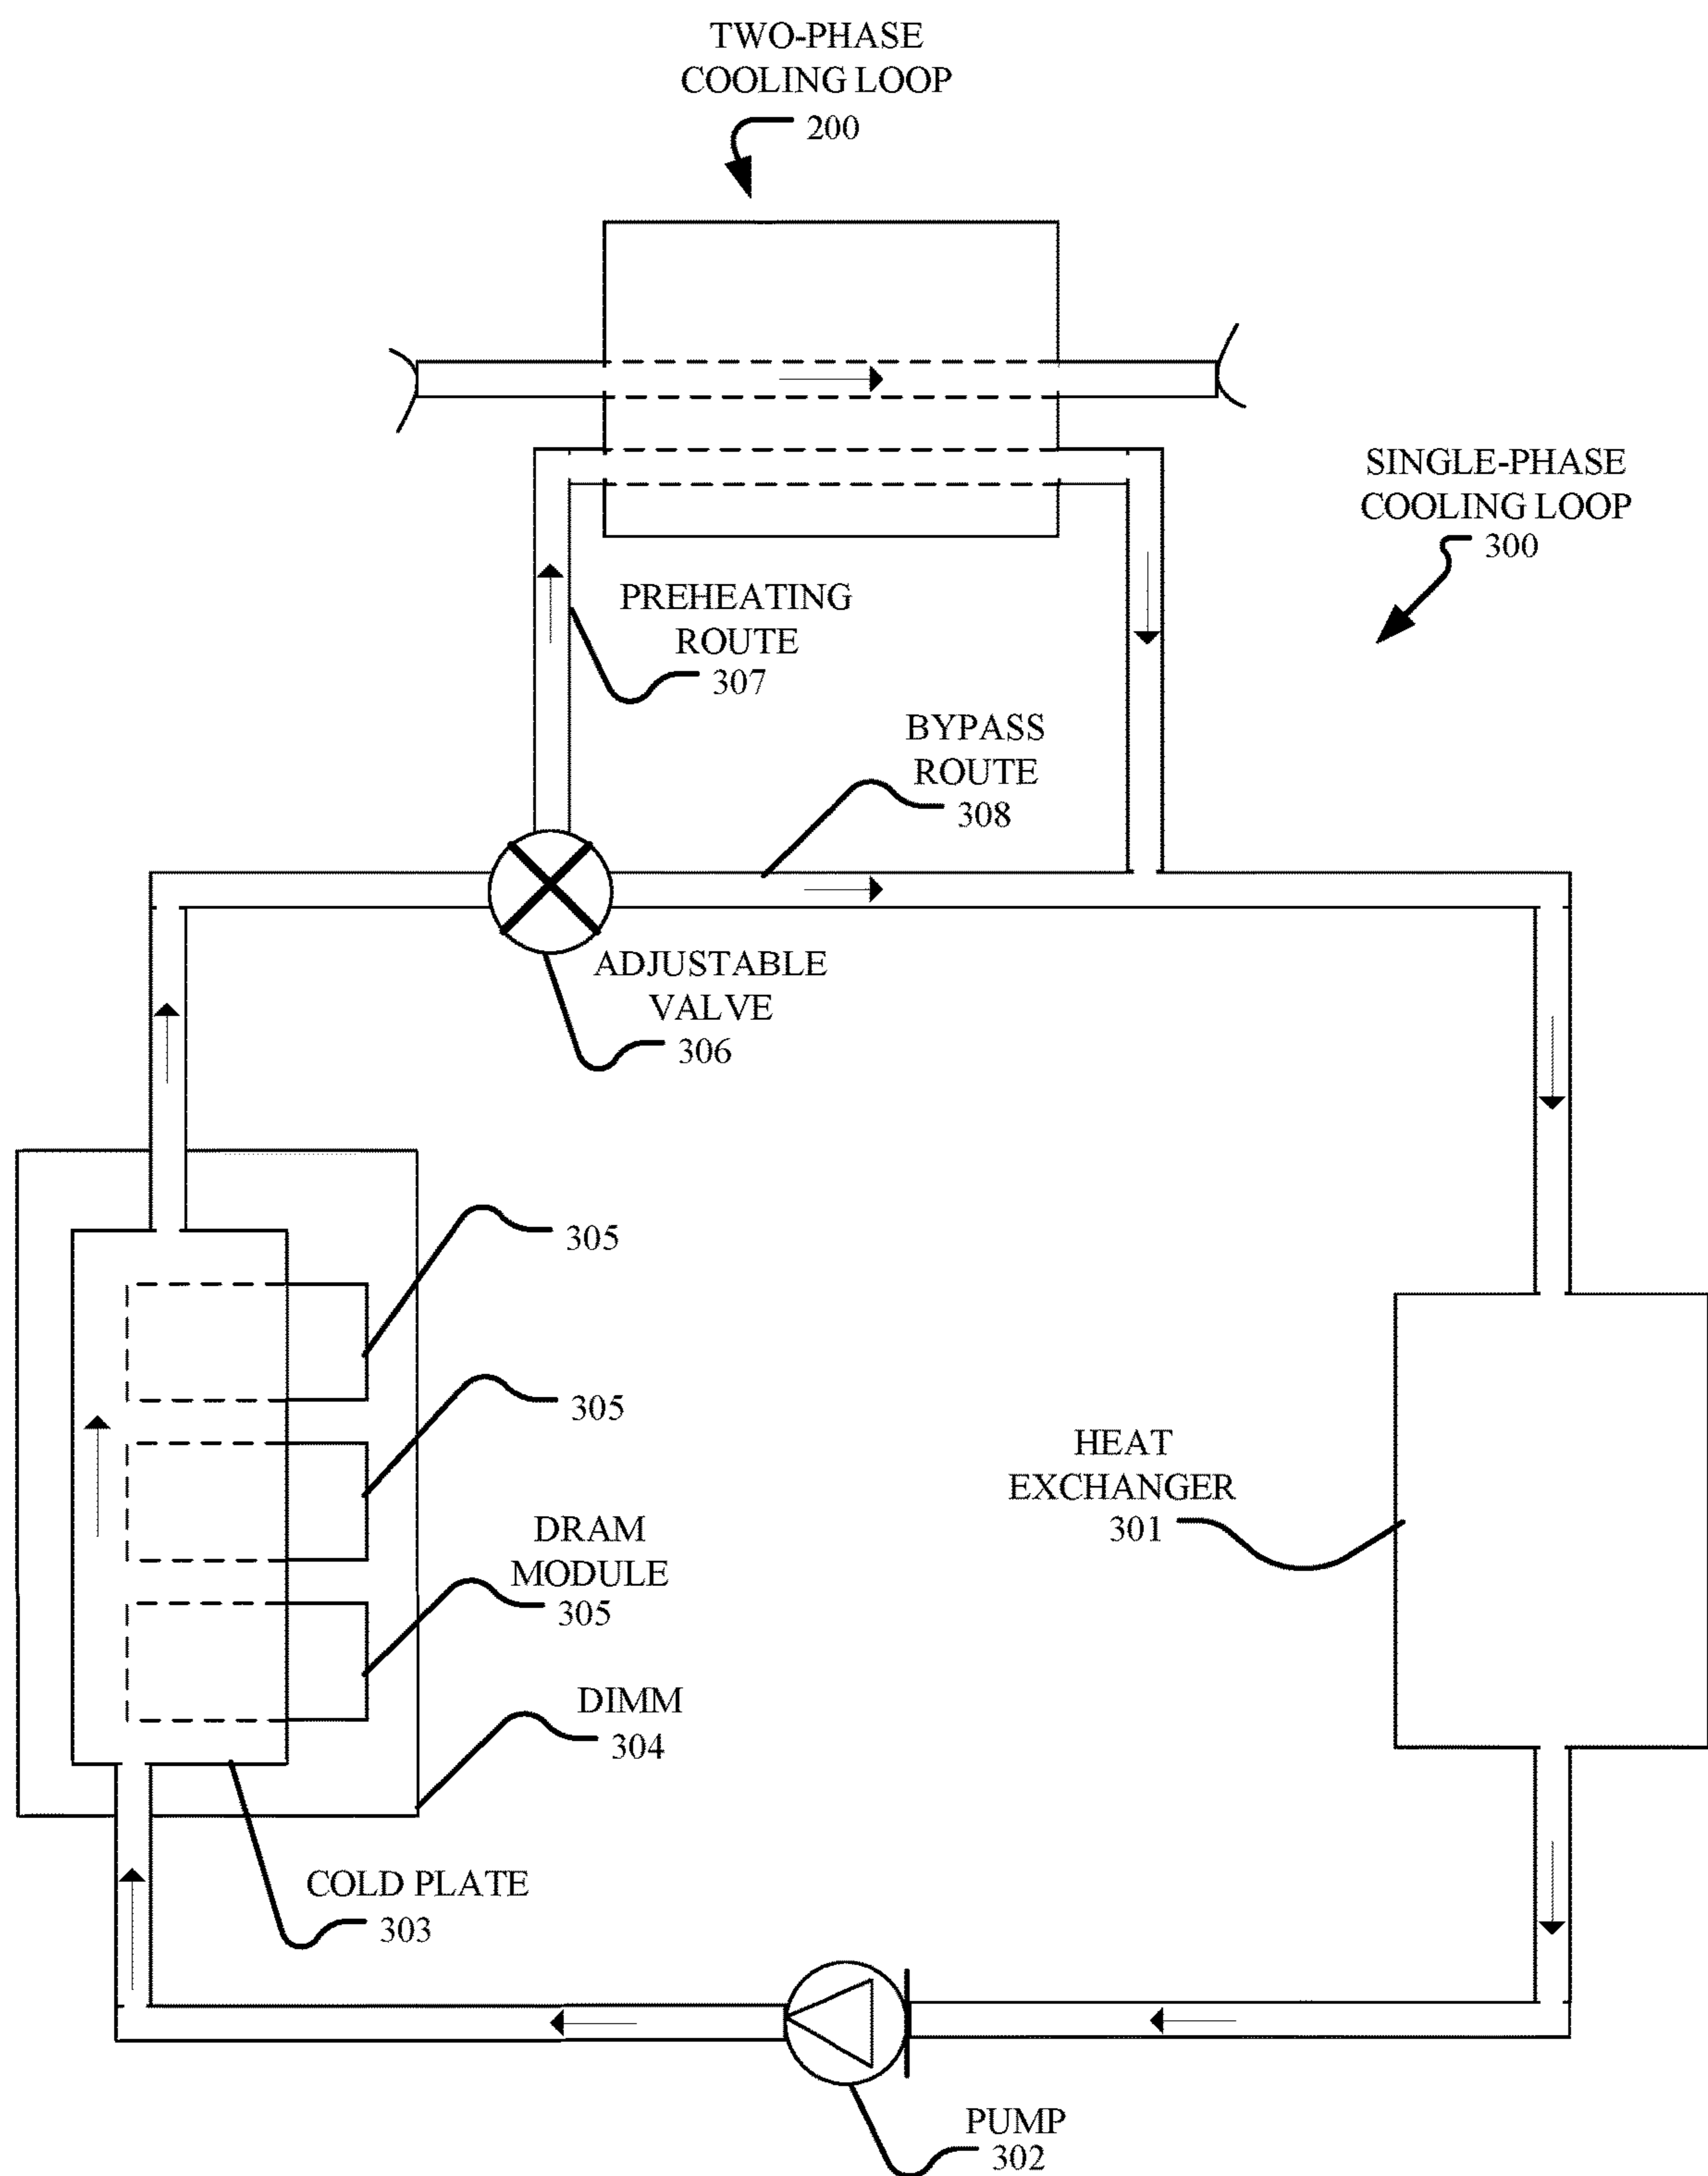 TWO-PHASE
COOLING LOOP
200
SINGLE-PHASE
COOLING LOOP
300
PREHEATING
ROUTE
307
BYPASS
ROUTE
308
ADJUSTABLE
VALVE
306
305
305
DRAM
MODULE
305
HEAT
EXCHANGER
301
DIMM
304
COLD PLATE
303
PUMP
302